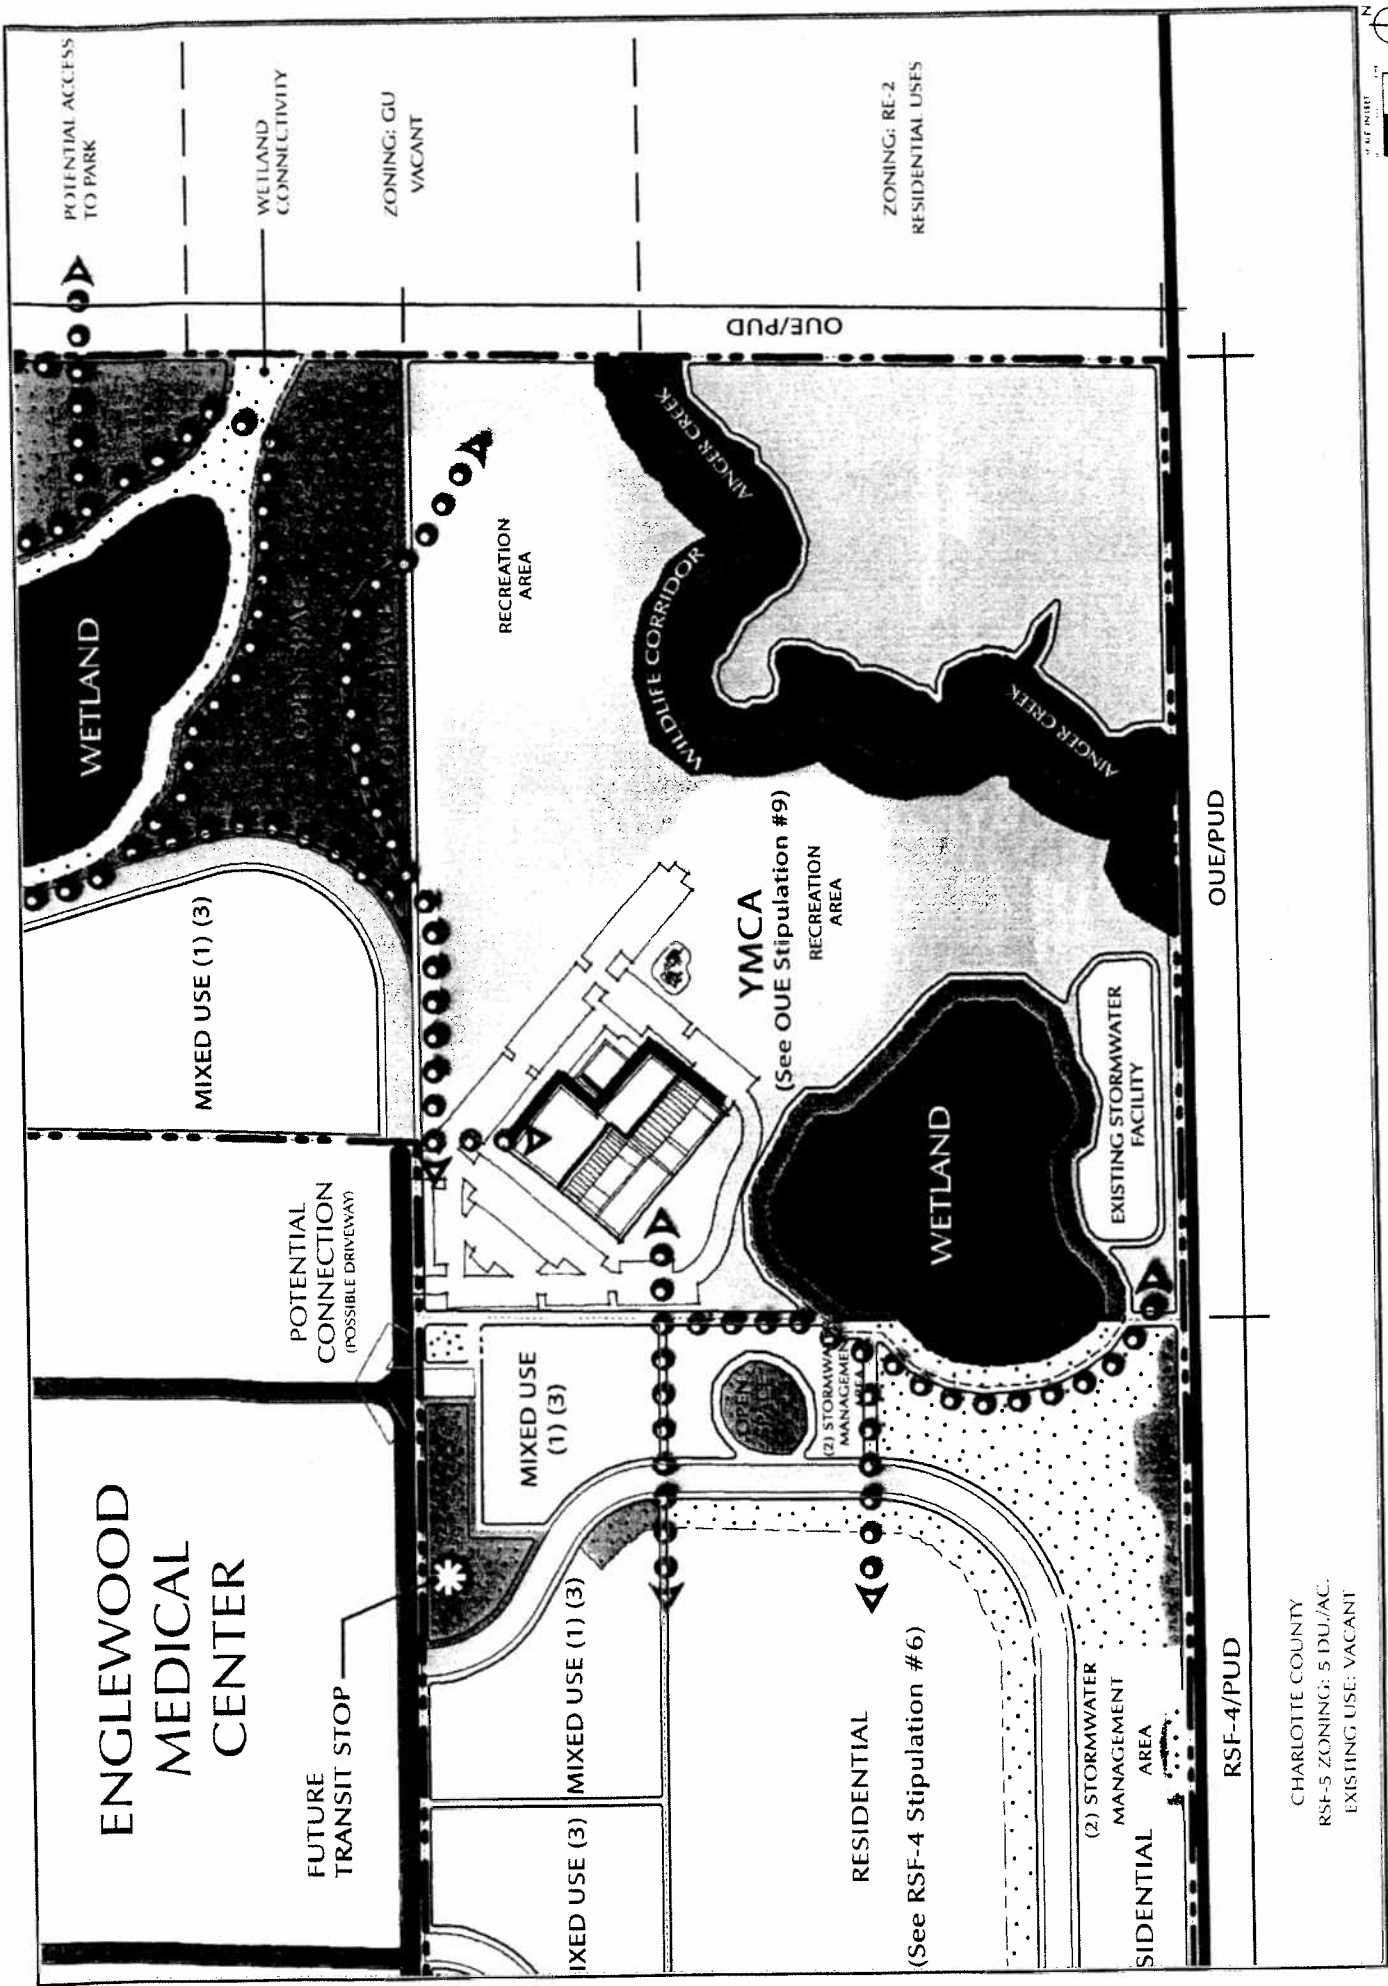 ENGLEWOOD
MEDICAL
CENTER
FUTURE
TRANSIT STOP
POTENTIAL
CONNECTION
(POSSIBLE DRIVEWAY)
MIXED USE (1) (3)
WETLAND
OPEN SPACE
OPEN SPACE
POTENTIAL ACCESS
TO PARK
WETLAND
CONNECTIVITY
ZONING: GU
VACANT
ZONING: RE-2
RESIDENTIAL USES
OUE/PUD
IXED USE (3)
MIXED USE (1) (3)
MIXED USE
(1) (3)
OPEN
SPACE
(2) STORMWATER
MANAGEMENT
AREA
RECREATION
AREA
AINGER CREEK
WILDLIFE CORRIDOR
AINGER CREEK
YMCA
(See OUE Stipulation #9)
RECREATION
AREA
WETLAND
EXISTING STORMWATER
FACILITY
RESIDENTIAL
(See RSF-4 Stipulation #6)
(2) STORMWATER
MANAGEMENT
AREA
SIDENTIAL
RSF-4/PUD
OUE/PUD
CHARLOTTE COUNTY
RSF-5 ZONING: 5 DU./AC.
EXISTING USE: VACANT
N